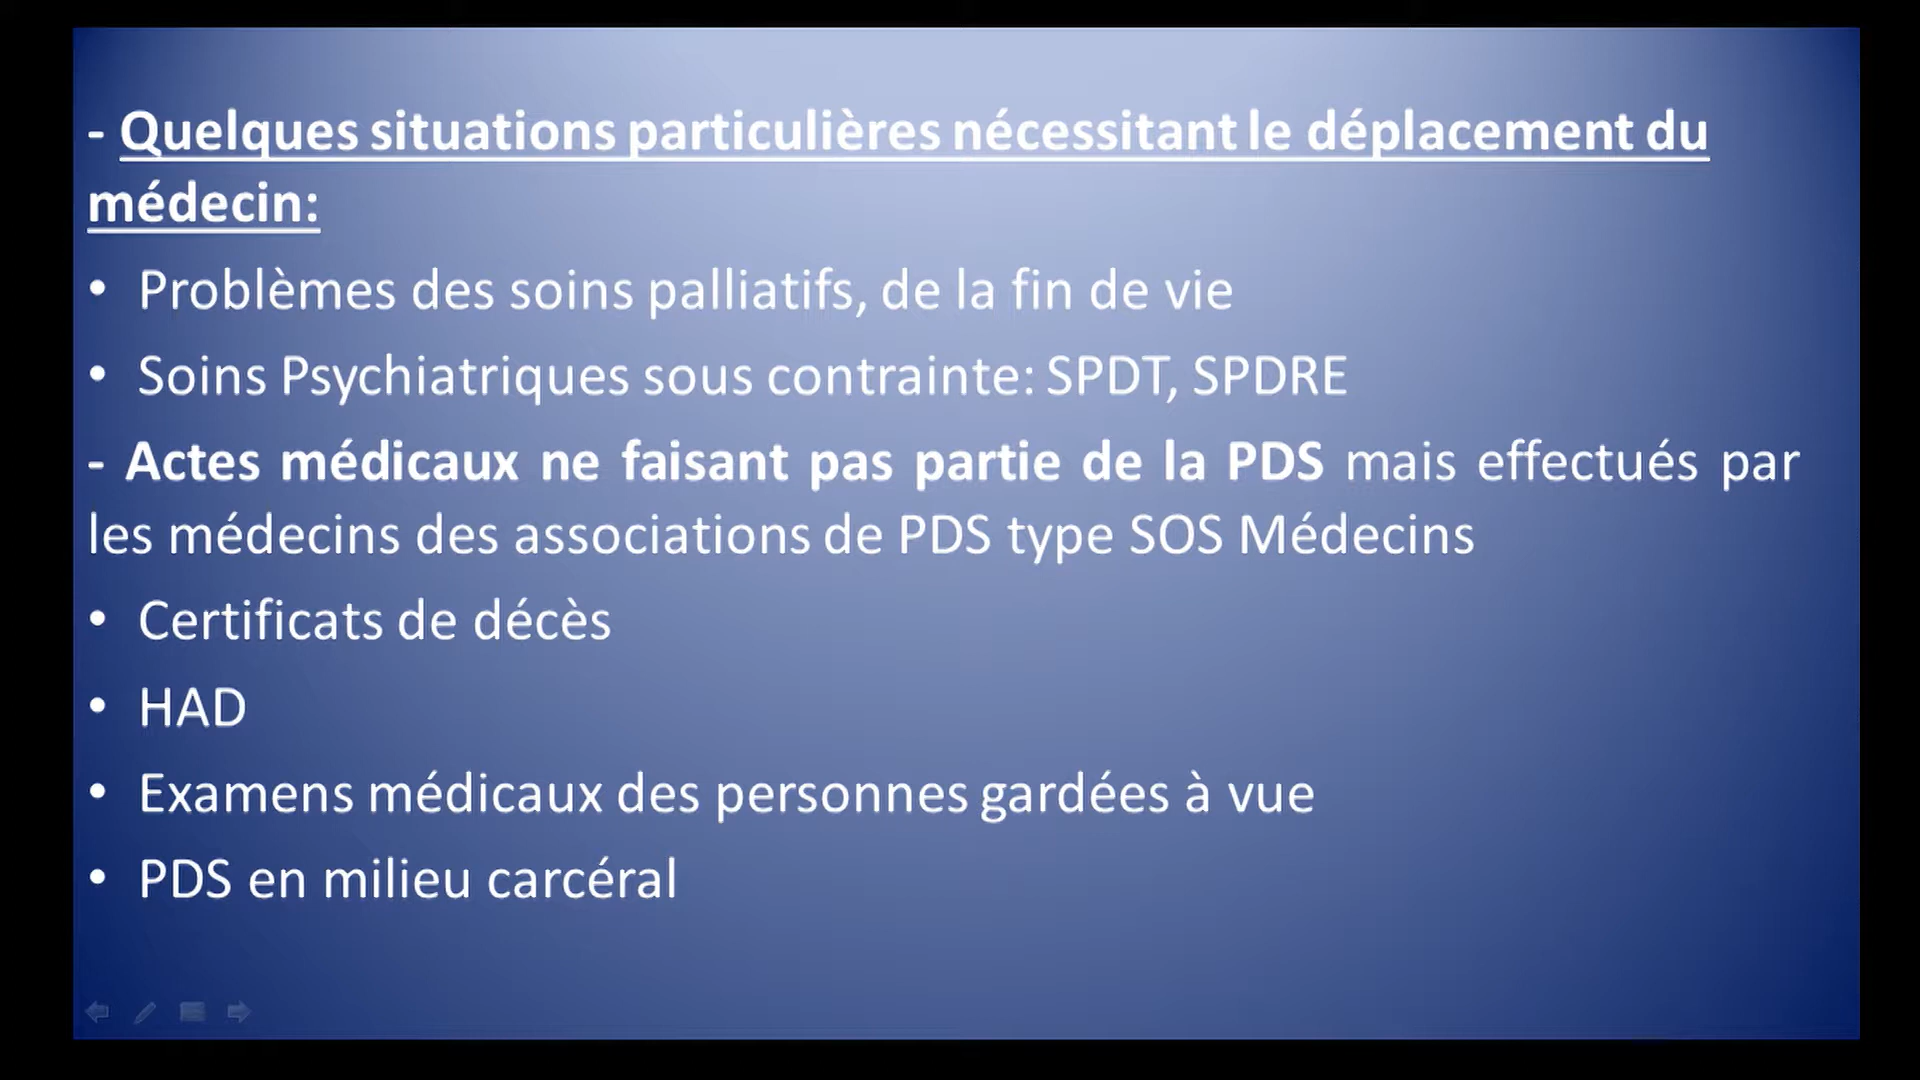 - Quelques situations particulières nécessitant le déplacement du
médecin:
• Problèmes des soins palliatifs, de la fin de vie
• Soins Psychiatriques sous contrainte: SPDT, SPDRE
- Actes médicaux ne faisant pas partie de la PDS mais effectués par
les médecins des associations de PDS type SOS Médecins
• Certificats de décès
• HAD
• Examens médicaux des personnes gardées à vue
• PDS en milieu carcéral